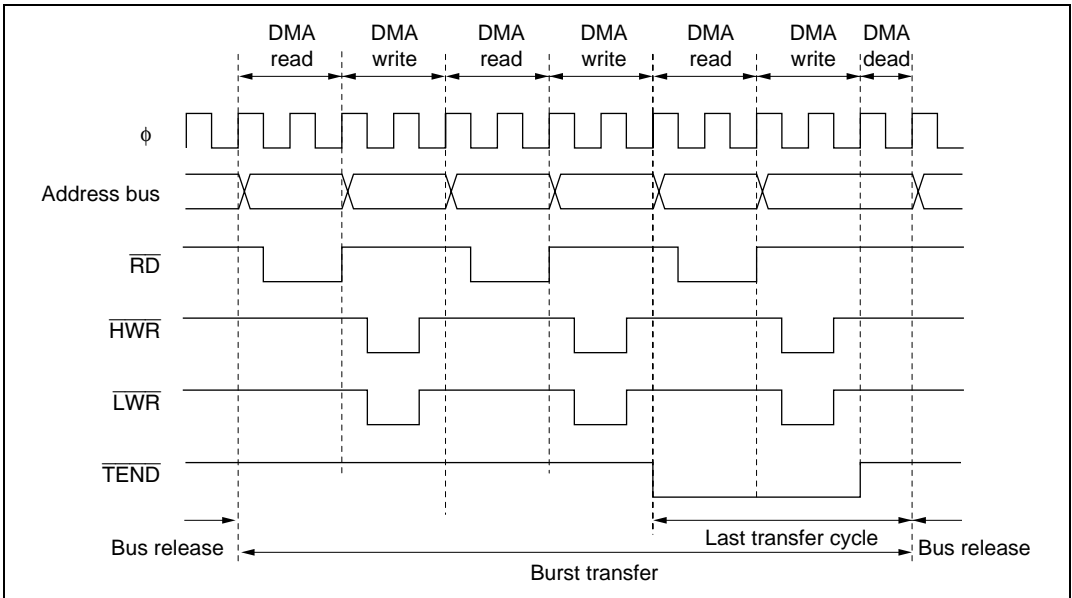 DMA read
DMA write
DMA read
DMA write
DMA read
DMA write
DMA dead
φ
Address bus
RD
HWR
LWR
TEND
Last transfer cycle
Bus release
Bus release
Burst transfer